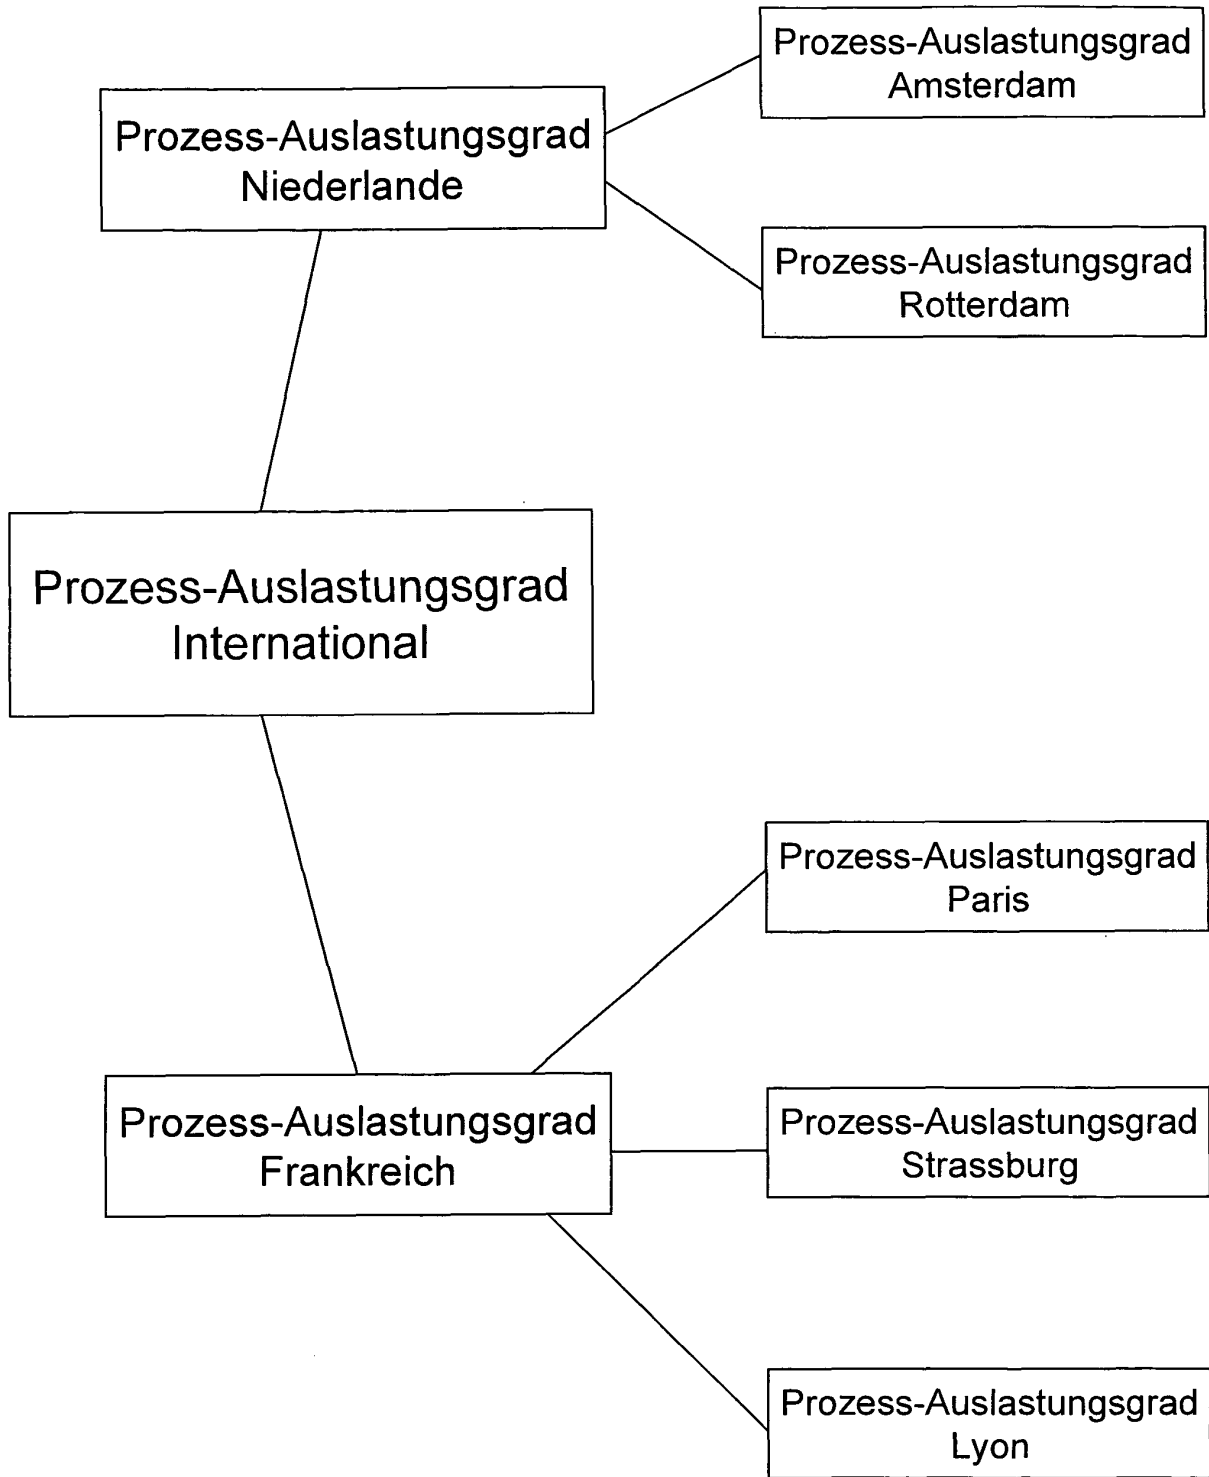 Prozess-Auslastungsgrad
Amsterdam
Prozess-Auslastungsgrad
Niederlande
Prozess-Auslastungsgrad
Rotterdam
Prozess-Auslastungsgrad
International
Prozess-Auslastungsgrad
Paris
Prozess-Auslastungsgrad
Frankreich
Prozess-Auslastungsgrad
Strassburg
Prozess-Auslastungsgrad
Lyon